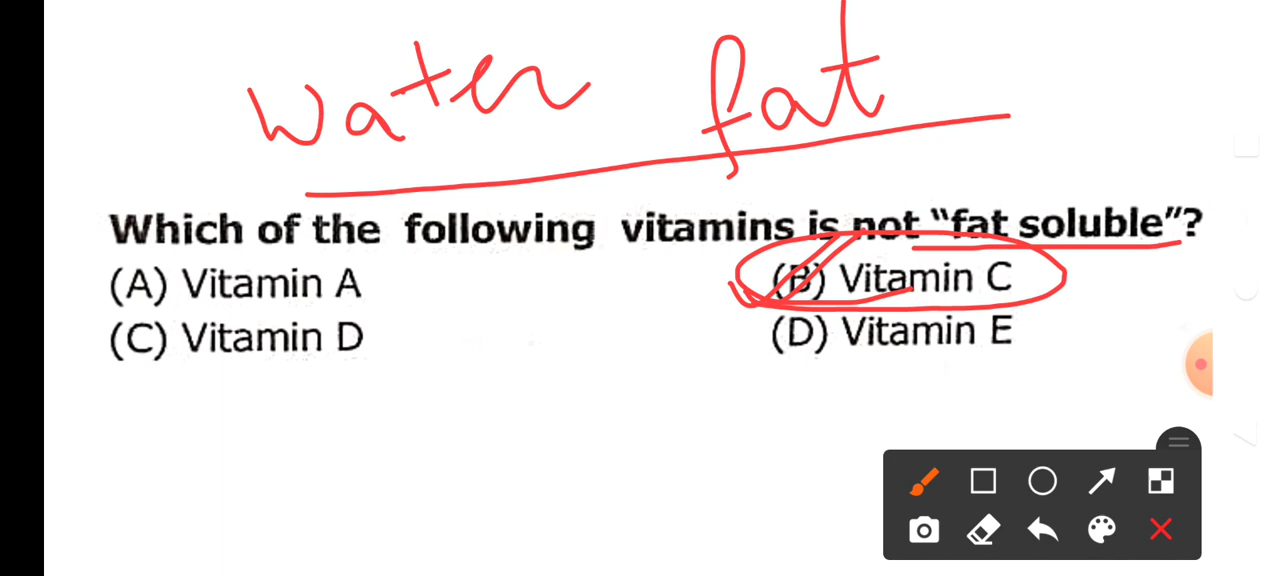 water fat
Which of the following vitamins is not "fat soluble"?
(A) Vitamin A (B) Vitamin C
(C) Vitamin D (D) Vitamin E